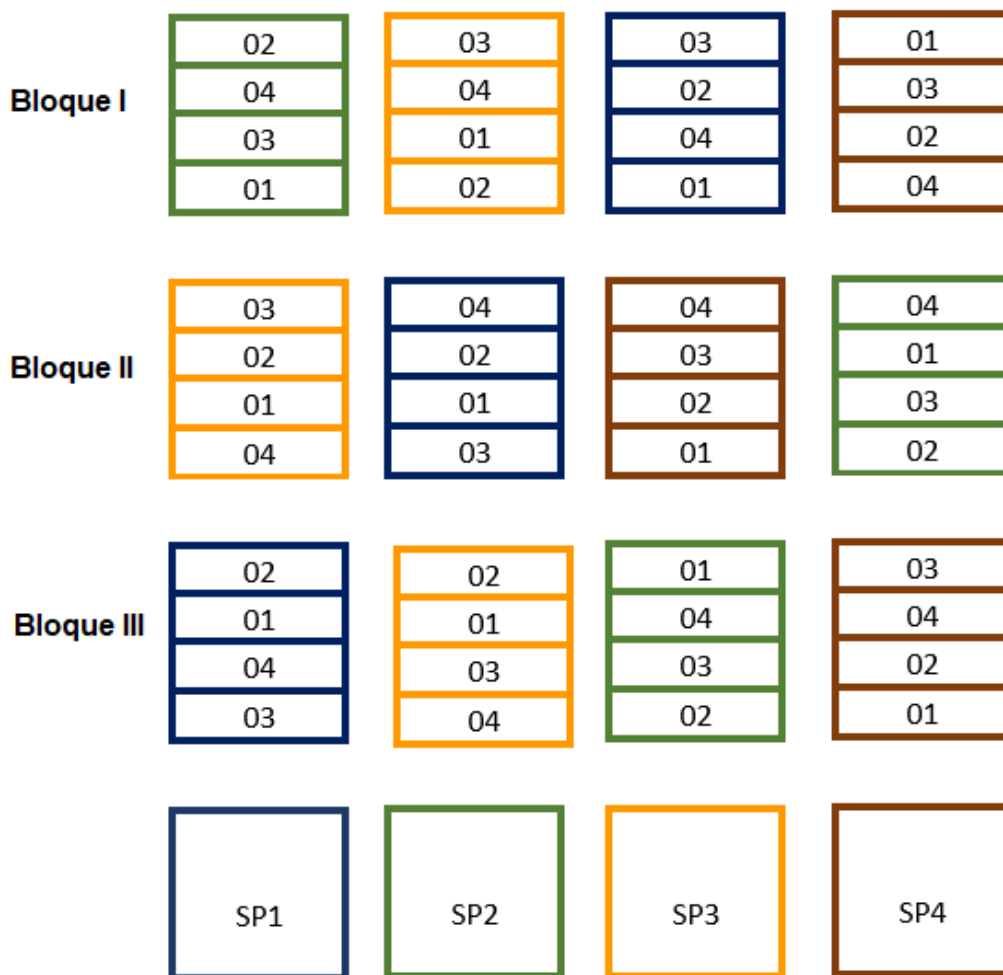 02 03 03 01
04 04 02 03
Bloque I
03 01 04 02
01 02 01 04
03 04 04 04
02 02 03 01
Bloque II
01 01 02 03
04 03 01 02
02 02 01 03
01 01 04 04
Bloque III
04 03 03 02
03 04 02 01
SP1 SP2 SP3 SP4